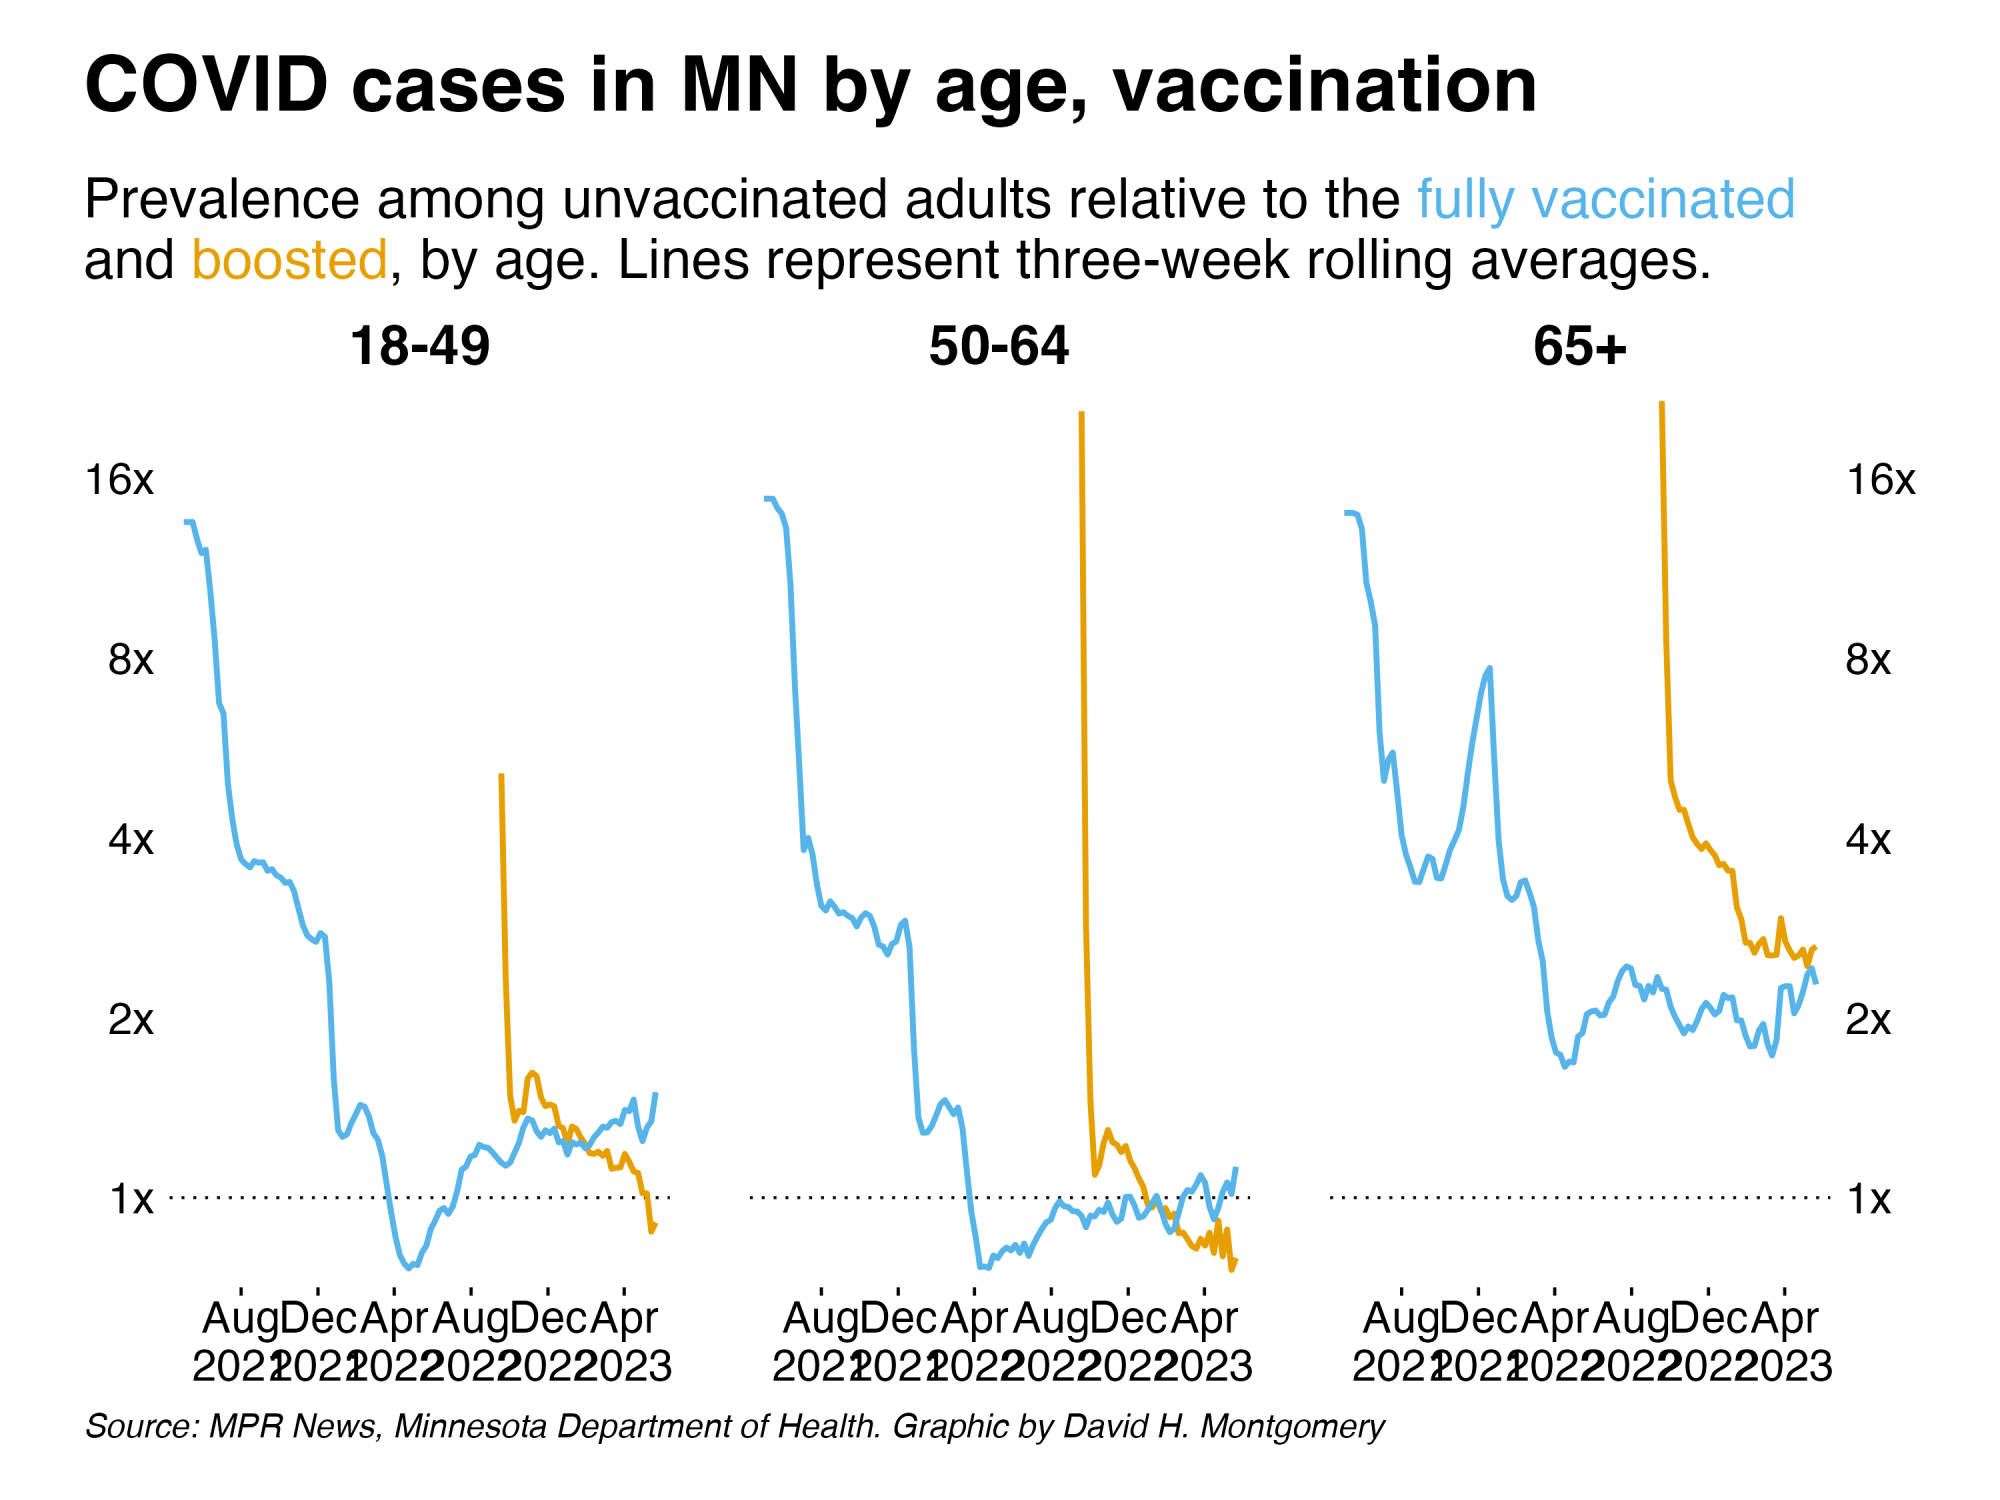 COVID cases in MN by age, vaccination
Prevalence among unvaccinated adults relative to the fully vaccinated
and boosted, by age. Lines represent three-week rolling averages.
18-49 50-64 65+
16x 16x
8x 8x
4x 4x
2x 2x
1x 1x
Aug Dec Apr Aug Dec Apr Aug Dec Apr Aug Dec Apr Aug Dec Apr Aug Dec Apr
2021 2021 2022 2022 2022 2023 2021 2021 2022 2022 2022 2023 2021 2021 2022 2022 2022 2023
Source: MPR News, Minnesota Department of Health. Graphic by David H. Montgomery